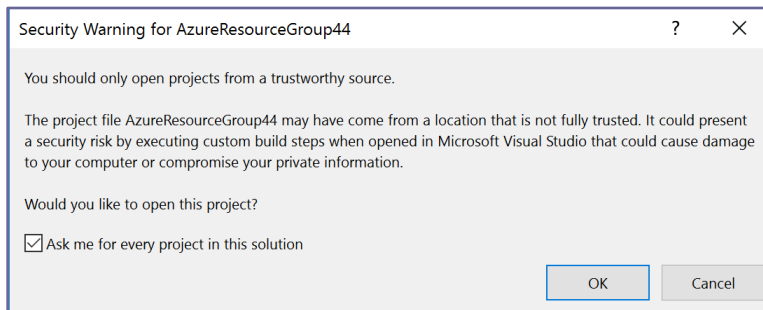 Security Warning for AzureResourceGroup44
?
You should only open projects from a trustworthy source.
The project file AzureResourceGroup44 may have come from a location that is not fully trusted. It could present
a security risk by executing custom build steps when opened in Microsoft Visual Studio that could cause damage
to your computer or compromise your private information.
Would you like to open this project?
Ask me for every project in this solution
OK
Cancel